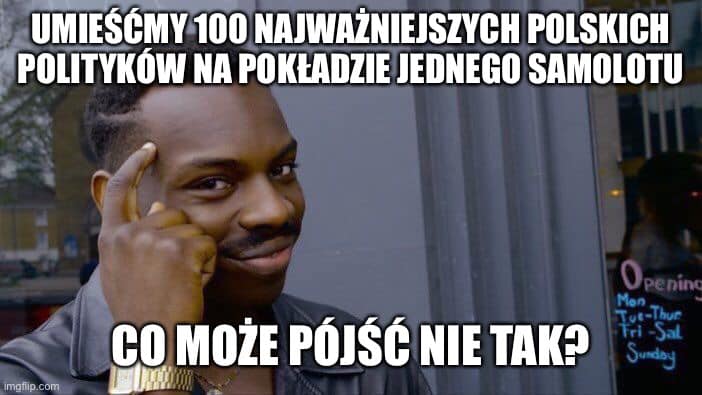 UMIEŚĆMY 100 NAJWAŻNIEJSZYCH POLSKICH
POLITYKÓW NA POKŁADZIE JEDNEGO SAMOLOTU
CO MOŻE PÓJŚĆ NIE TAK?
Opening
Mon
Tue-Thur
Fri-Sat
Sunday
imgflip.com